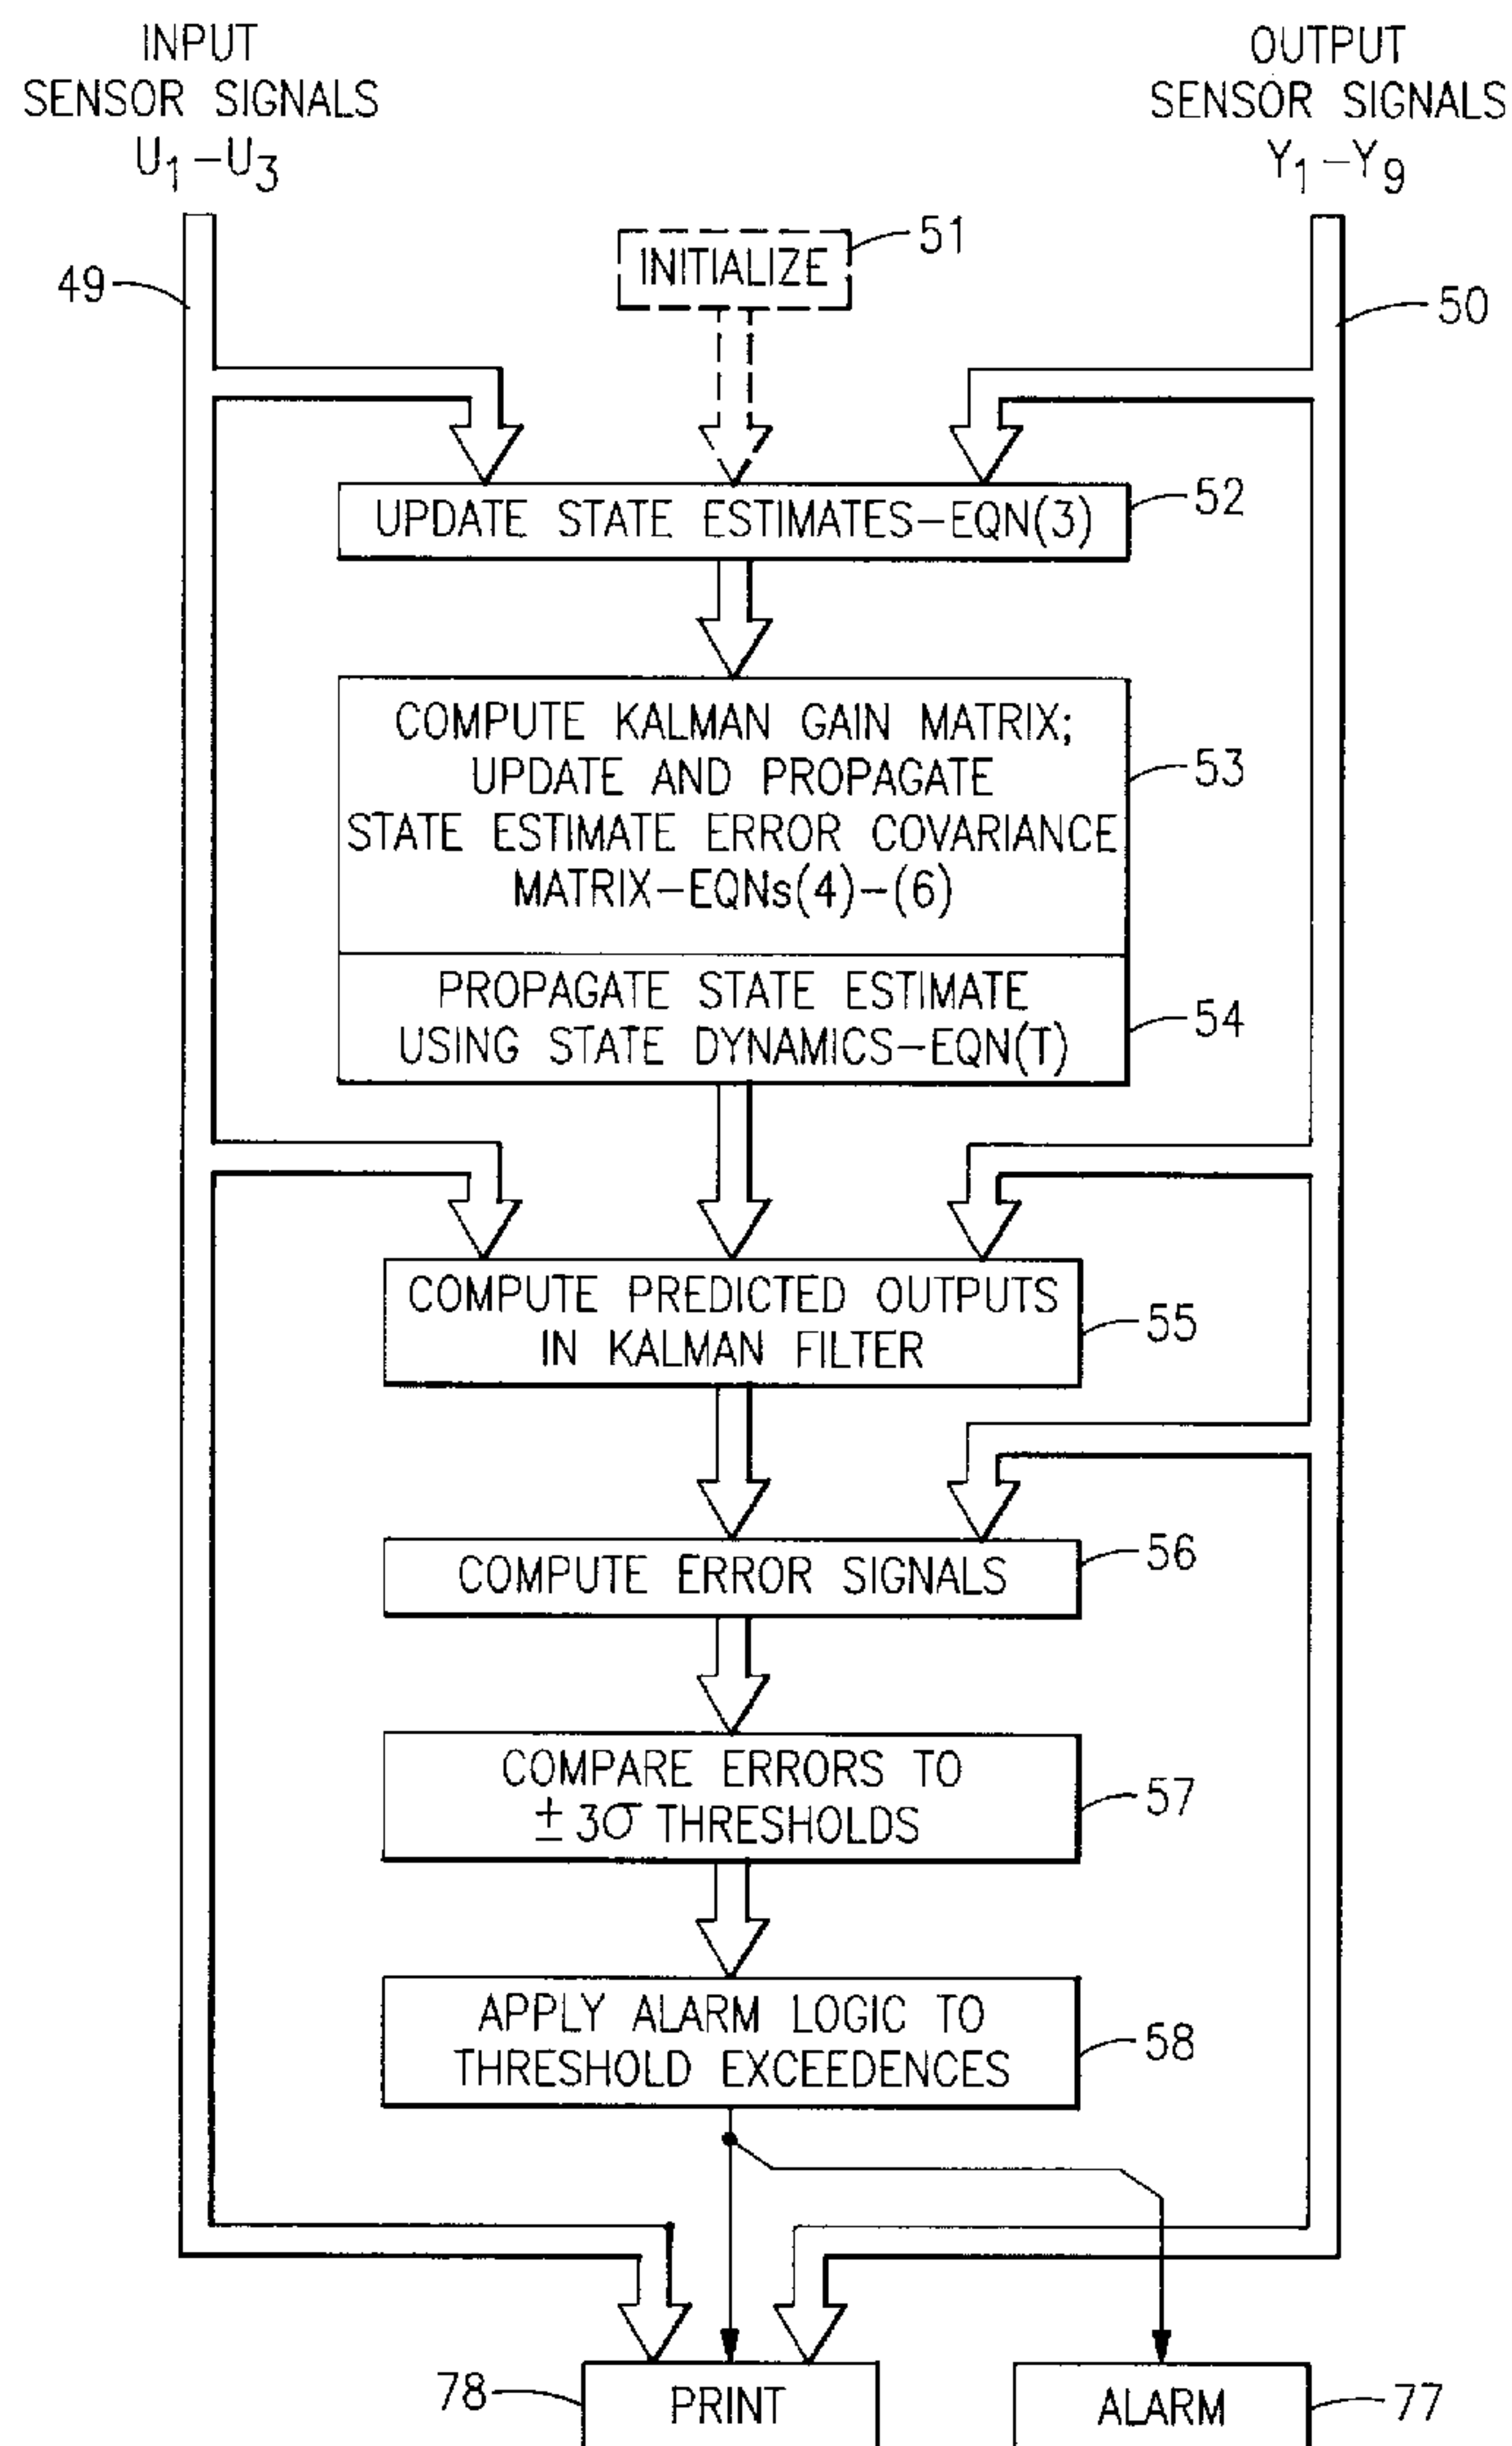 INPUT
SENSOR SIGNALS
U1-U3
OUTPUT
SENSOR SIGNALS
Y1-Y9
INITIALIZE
51
49
50
UPDATE STATE ESTIMATES-EQN(3)
52
COMPUTE KALMAN GAIN MATRIX;
UPDATE AND PROPAGATE
STATE ESTIMATE ERROR COVARIANCE
MATRIX-EQNs(4)-(6)
53
PROPAGATE STATE ESTIMATE
USING STATE DYNAMICS-EQN(T)
54
COMPUTE PREDICTED OUTPUTS
IN KALMAN FILTER
55
COMPUTE ERROR SIGNALS
56
COMPARE ERRORS TO
±3σ THRESHOLDS
57
APPLY ALARM LOGIC TO
THRESHOLD EXCEEDENCES
58
78
PRINT
ALARM
77